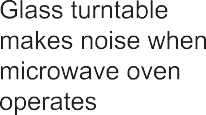 Glass turntable
makes noise when
microwave oven
operates